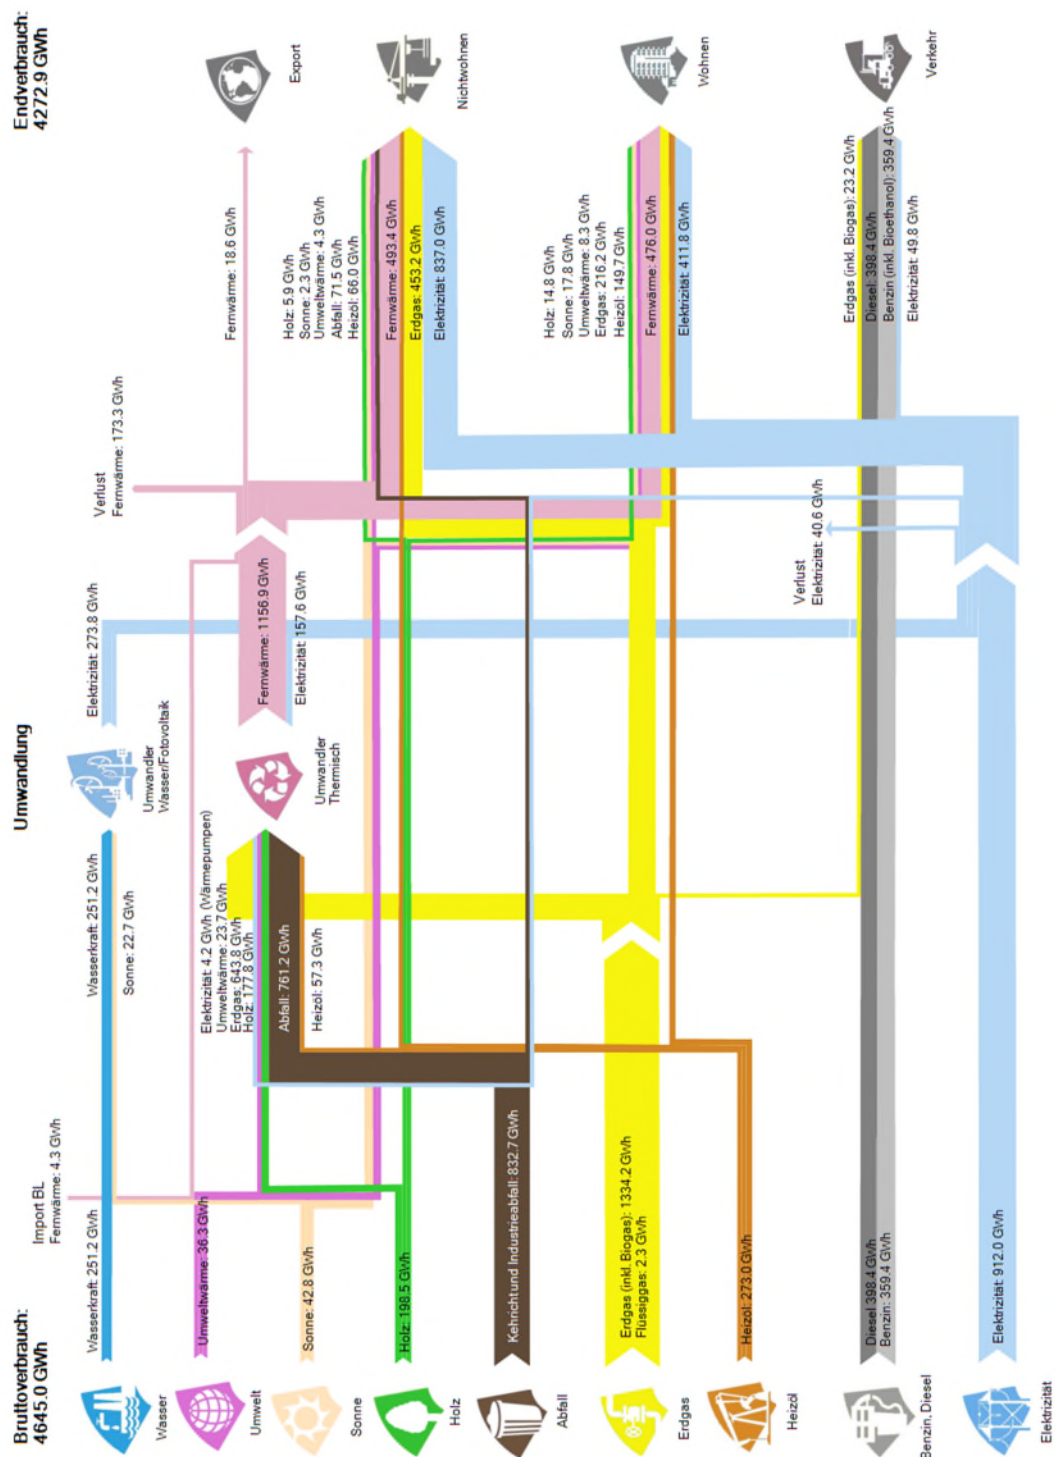 Bruttoverbrauch:
4645.0 GWh
Umwandlung
Endverbrauch:
4272.9 GWh
Wasser
Umwelt
Sonne
Holz
Abfall
Erdgas
Heizöl
Benzin, Diesel
Elektrizität
Import BL
Fernwärme: 4.3 GWh
Wasserkraft: 251.2 GWh
Umweltwärme: 36.3 GWh
Sonne: 42.8 GWh
Holz: 198.5 GWh
Kehricht und Industrieabfall: 832.7 GWh
Erdgas (inkl. Biogas): 1334.2 GWh
Flüssiggas: 2.3 GWh
Heizöl: 273.0 GWh
Diesel 398.4 GWh
Benzin: 359.4 GWh
Elektrizität: 912.0 GWh
Wasserkraft: 251.2 GWh
Sonne: 22.7 GWh
Elektrizität: 4.2 GWh (Wärmepumpen)
Umweltwärme: 23.7 GWh
Erdgas: 643.8 GWh
Holz: 177.8 GWh
Abfall: 761.2 GWh
Heizöl: 57.3 GWh
Umwandler
Wasser/Fotovoltaik
Umwandler
Thermisch
Elektrizität: 273.8 GWh
Fernwärme: 1156.9 GWh
Elektrizität: 157.6 GWh
Verlust
Fernwärme: 173.3 GWh
Verlust
Elektrizität: 40.6 GWh
Fernwärme: 18.6 GWh
Holz: 5.9 GWh
Sonne: 2.3 GWh
Umweltwärme: 4.3 GWh
Abfall: 71.5 GWh
Heizöl: 66.0 GWh
Fernwärme: 493.4 GWh
Erdgas: 453.2 GWh
Elektrizität: 837.0 GWh
Holz: 14.8 GWh
Sonne: 17.8 GWh
Umweltwärme: 8.3 GWh
Erdgas: 216.2 GWh
Heizöl: 149.7 GWh
Fernwärme: 476.0 GWh
Elektrizität: 411.8 GWh
Erdgas (inkl. Biogas): 23.2 GWh
Diesel: 398.4 GWh
Benzin (inkl. Bioethanol): 359.4 GWh
Elektrizität: 49.8 GWh
Export
Nichtwohnen
Wohnen
Verkehr